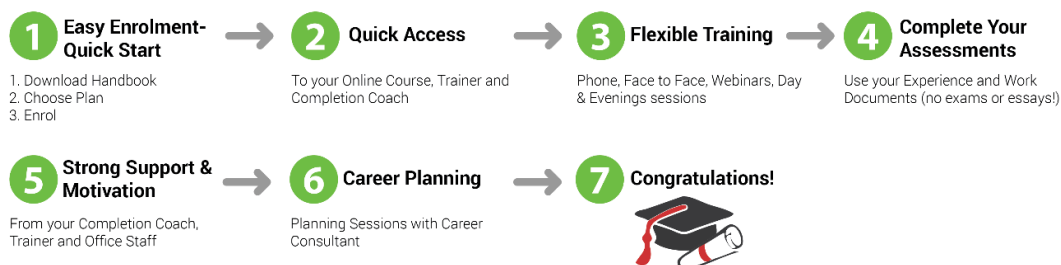 1
Easy Enrolment-
Quick Start
1. Download Handbook
2. Choose Plan
3. Enrol
2
Quick Access
To your Online Course, Trainer and
Completion Coach
3
Flexible Training
Phone, Face to Face, Webinars, Day
& Evenings sessions
4
Complete Your
Assessments
Use your Experience and Work
Documents (no exams or essays!)
5
Strong Support &
Motivation
From your Completion Coach,
Trainer and Office Staff
6
Career Planning
Planning Sessions with Career
Consultant
7
Congratulations!